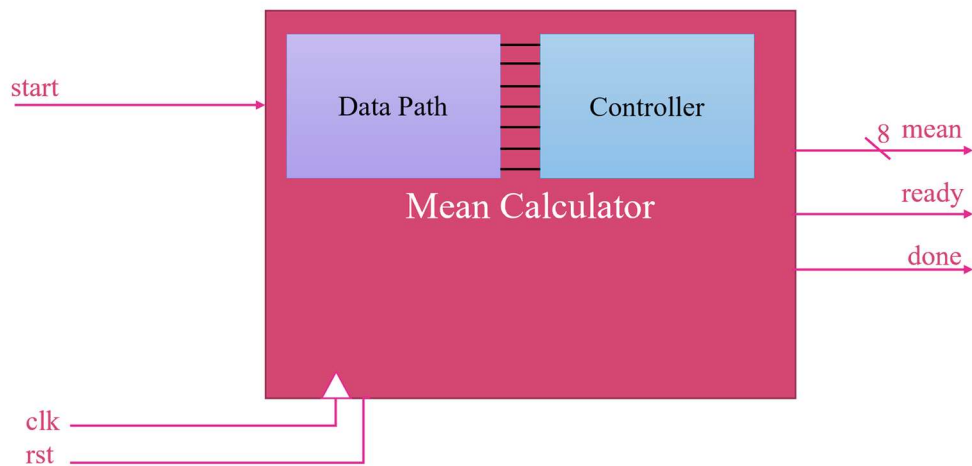 start
Data Path
Controller
8 mean
Mean Calculator
ready
done
clk
rst